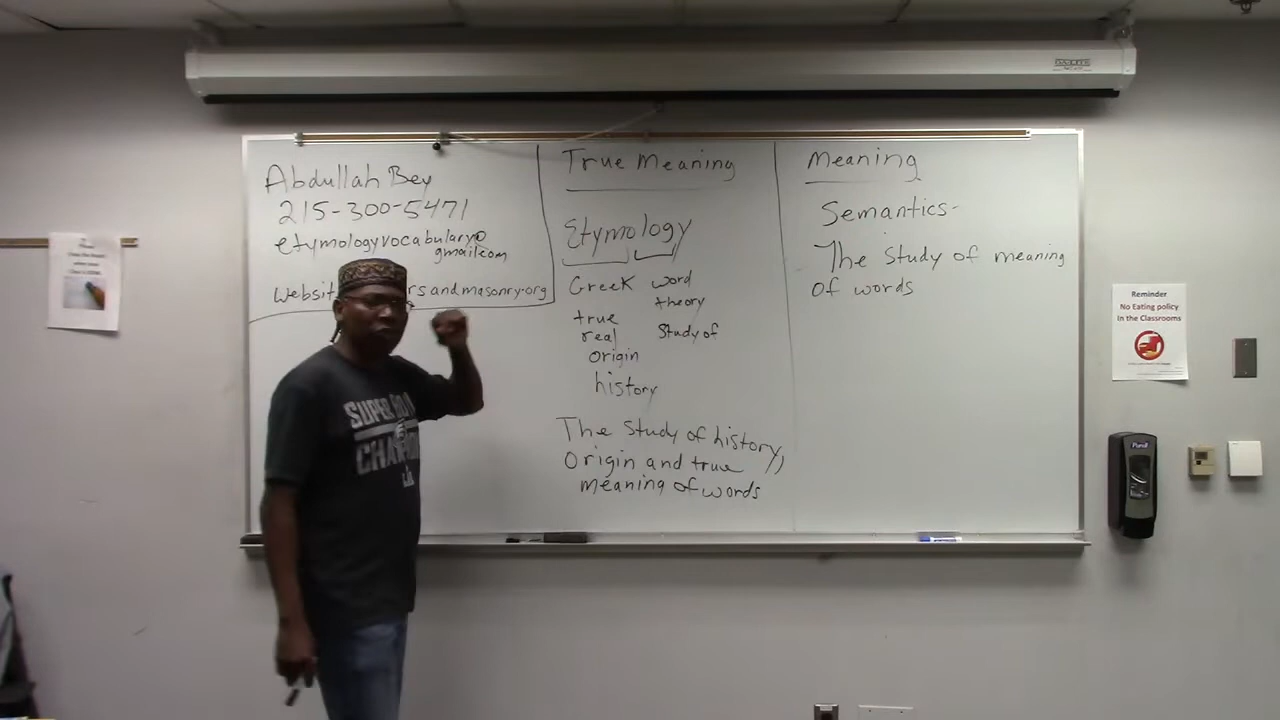 Abdullah Bey
215-300-5471
etymologyvocabulary@
gmail.com
andmasonry.org
True Meaning
Etymology
Greek word
theory
true
real Study of
origin
history
The Study of history,
Origin and true
meaning of words
Meaning
Semantics-
The Study of meaning
of words
SUPER
Reminder
No Eating policy
In the Classrooms